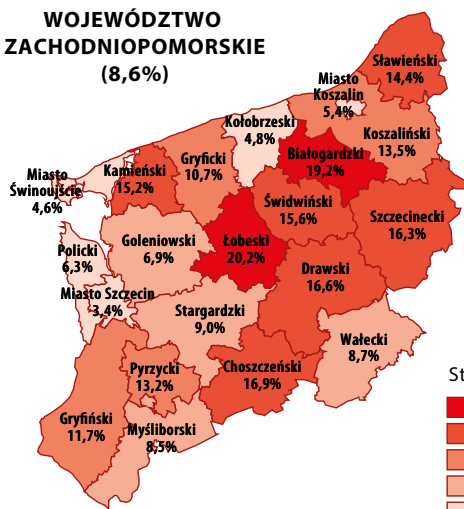 WOJEWÓDZTWO
ZACHODNIOPOMORSKIE
(8,6%)
Sławieński
14,4%
Miasto
Koszalin
5,4%
Kołobrzeski
4,8%
Koszaliński
13,5%
Białogardzki
19,2%
Miasto
Świnoujście
4,6%
Kamieński
15,2%
Gryficki
10,7%
Świdwiński
15,6%
Szczecinecki
16,3%
Policki
6,3%
Goleniowski
6,9%
Łobeski
20,2%
Drawski
16,6%
Miasto Szczecin
3,4%
Stargardzki
9,0%
Wałecki
8,7%
Pyrzycki
13,2%
Choszczeński
16,9%
Gryfiński
11,7%
Myśliborski
8,5%
St